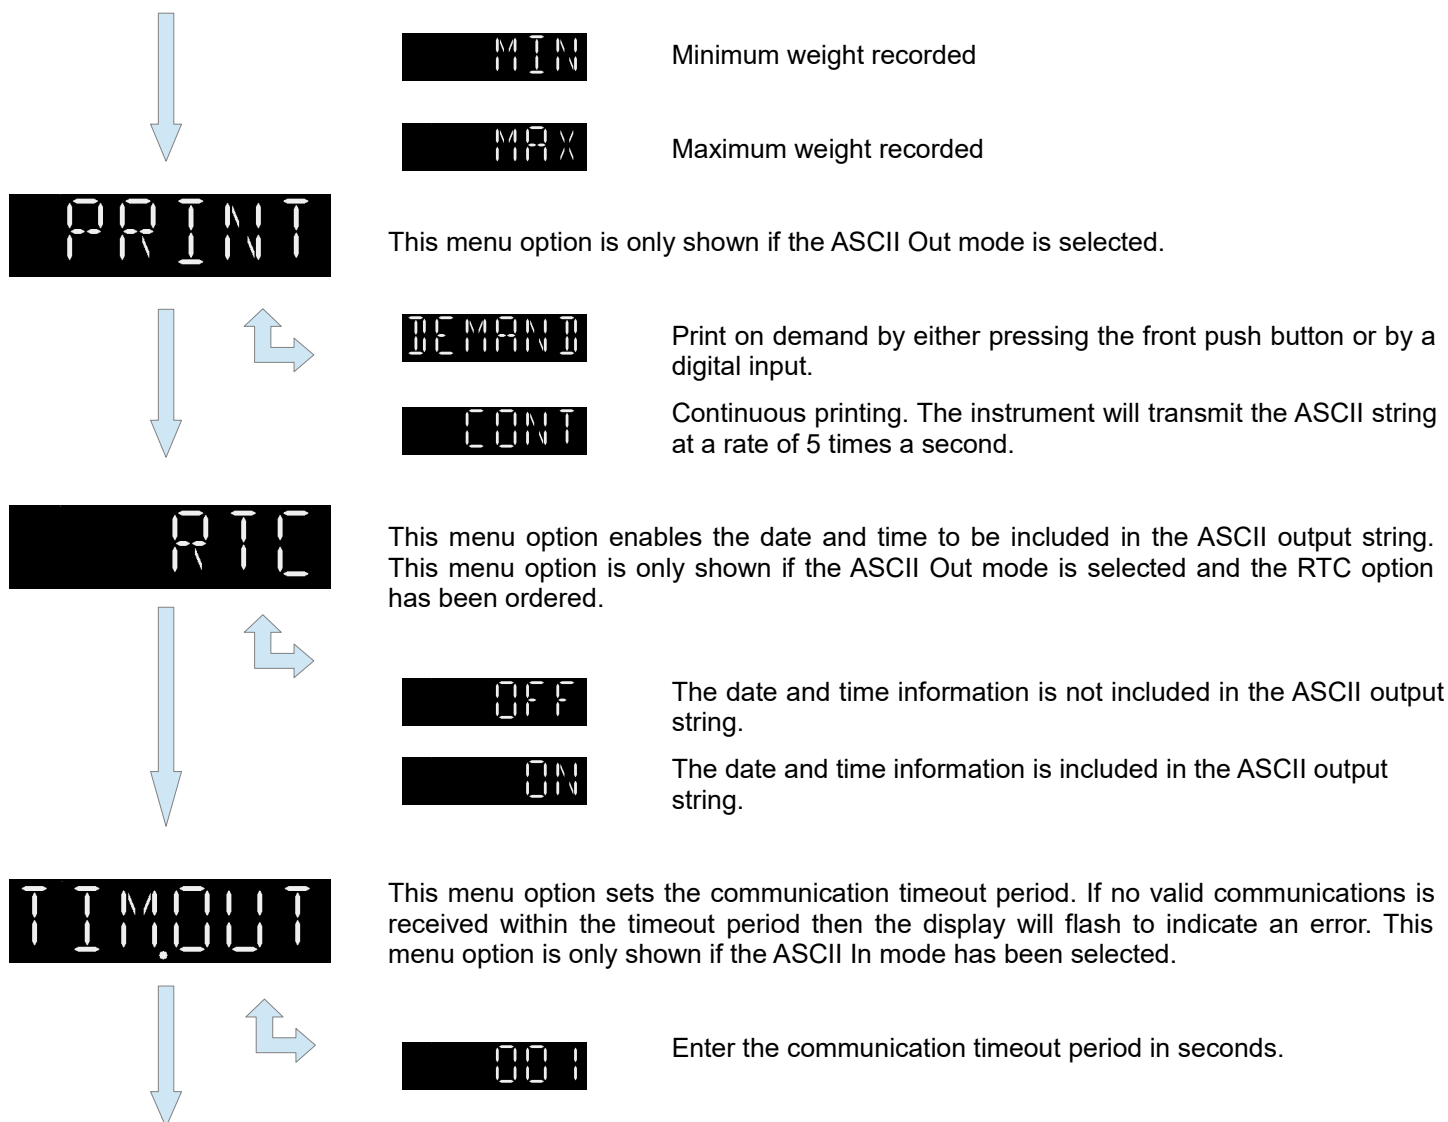 MIN
Minimum weight recorded
MAX
Maximum weight recorded
PRINT
This menu option is only shown if the ASCII Out mode is selected.
DEMAND
Print on demand by either pressing the front push button or by a
digital input.
CONT
Continuous printing. The instrument will transmit the ASCII string
at a rate of 5 times a second.
RTC
This menu option enables the date and time to be included in the ASCII output string.
This menu option is only shown if the ASCII Out mode is selected and the RTC option
has been ordered.
OFF
The date and time information is not included in the ASCII output
string.
ON
The date and time information is included in the ASCII output
string.
TIM.OUT
This menu option sets the communication timeout period. If no valid communications is
received within the timeout period then the display will flash to indicate an error. This
menu option is only shown if the ASCII In mode has been selected.
001
Enter the communication timeout period in seconds.